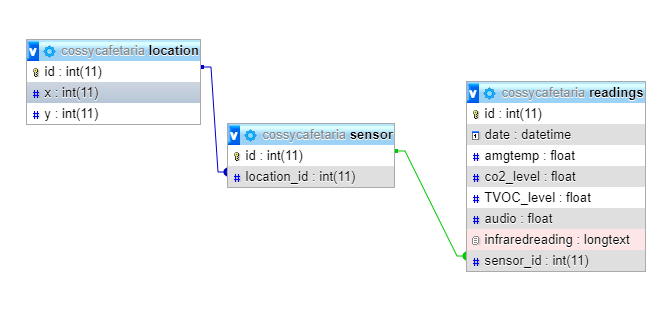 v cossycafetaria location
id : int(11)
# x : int(11)
# y : int(11)
v cossycafetaria sensor
id : int(11)
# location_id : int(11)
v cossycafetaria readings
id : int(11)
date : datetime
# amgtemp : float
# co2_level : float
# TVOC_level : float
# audio : float
infraredreading : longtext
# sensor_id : int(11)